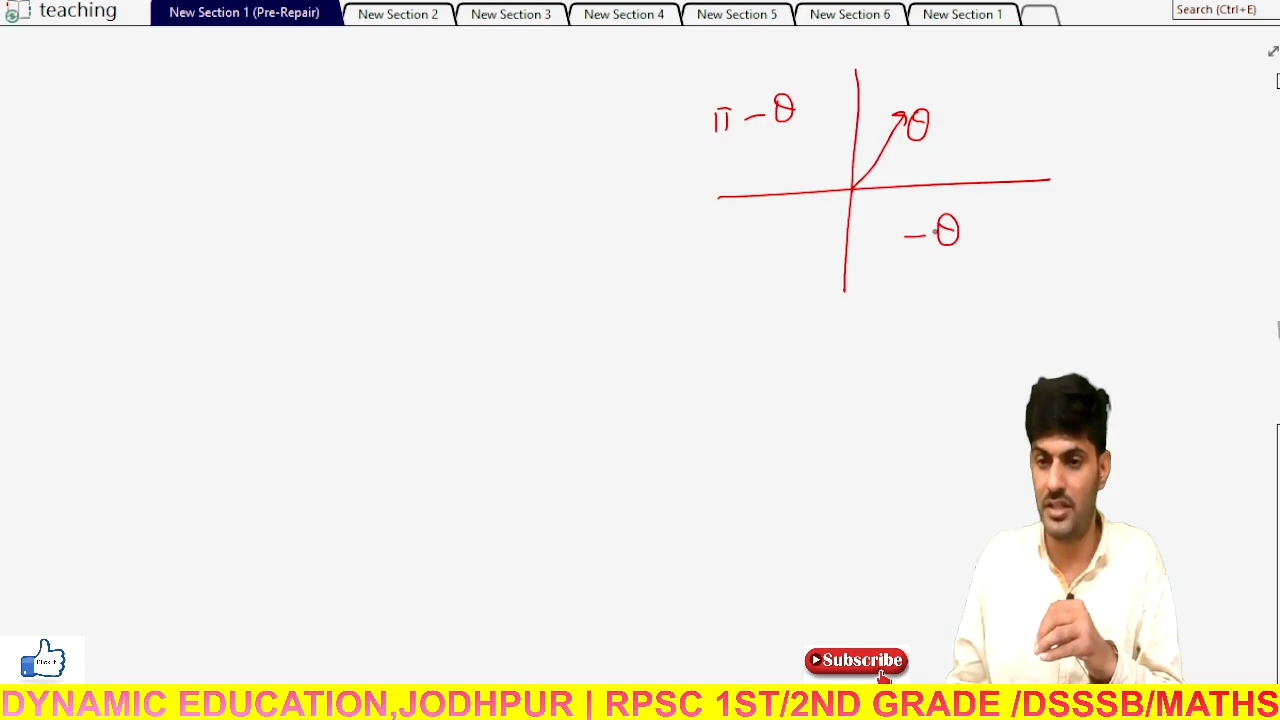 teaching
New Section 1 (Pre-Repair)
New Section 2
New Section 3
New Section 4
New Section 5
New Section 6
New Section 1
Search (Ctrl+E)
π - θ
θ
- θ
Subscribe
DYNAMIC EDUCATION,JODHPUR | RPSC 1ST/2ND GRADE /DSSSB/MATHS